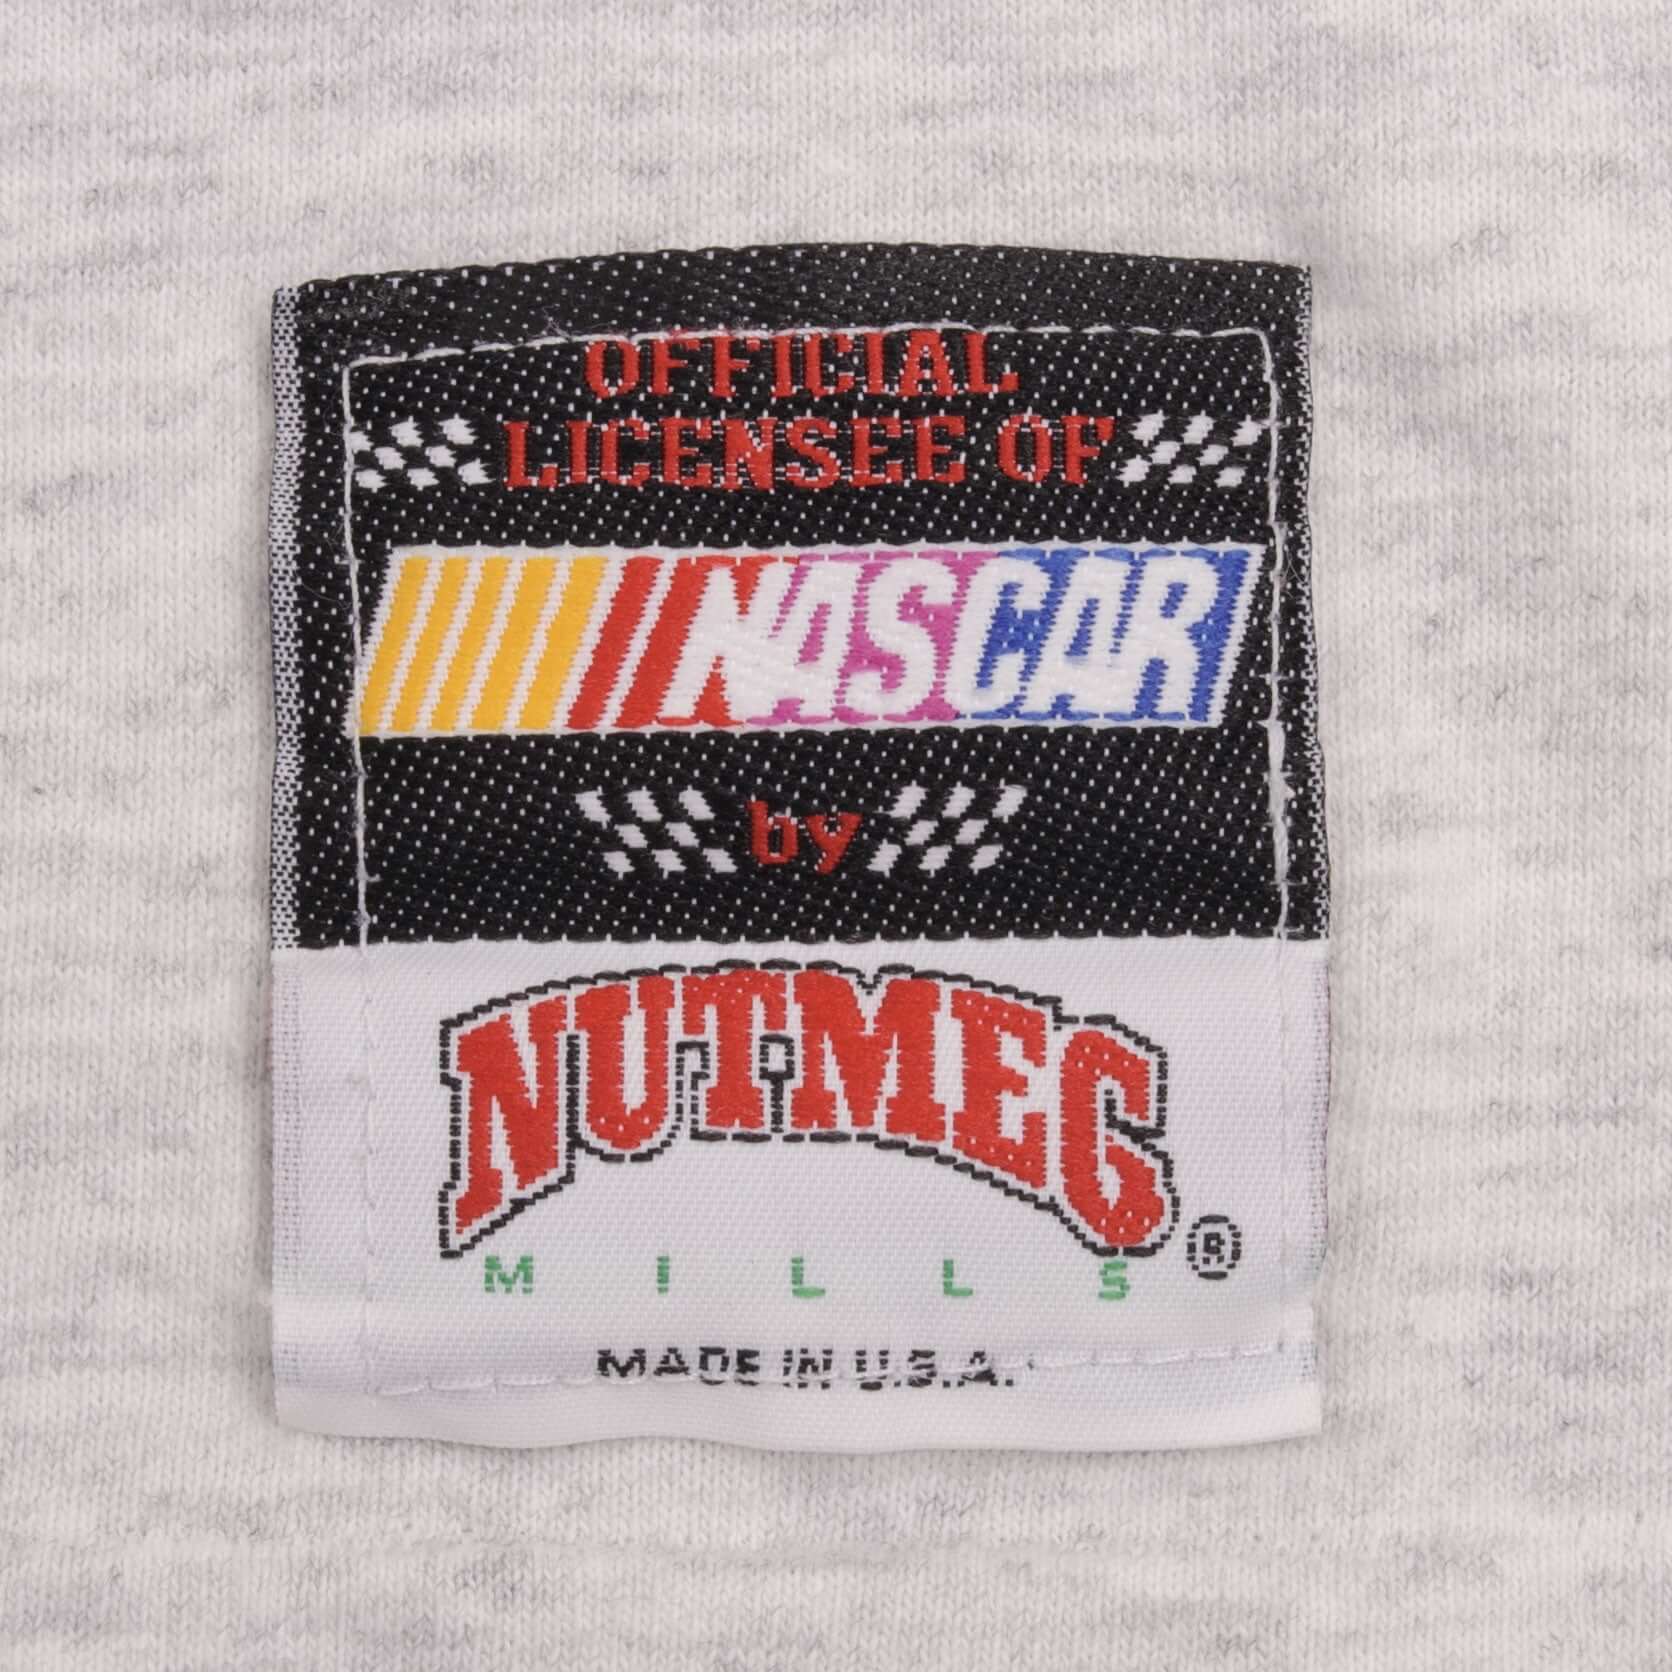 OFFICIAL
LICENSEE OF
NASCAR
by
NUTMEG ®
MILLS
MADE IN U.S.A.